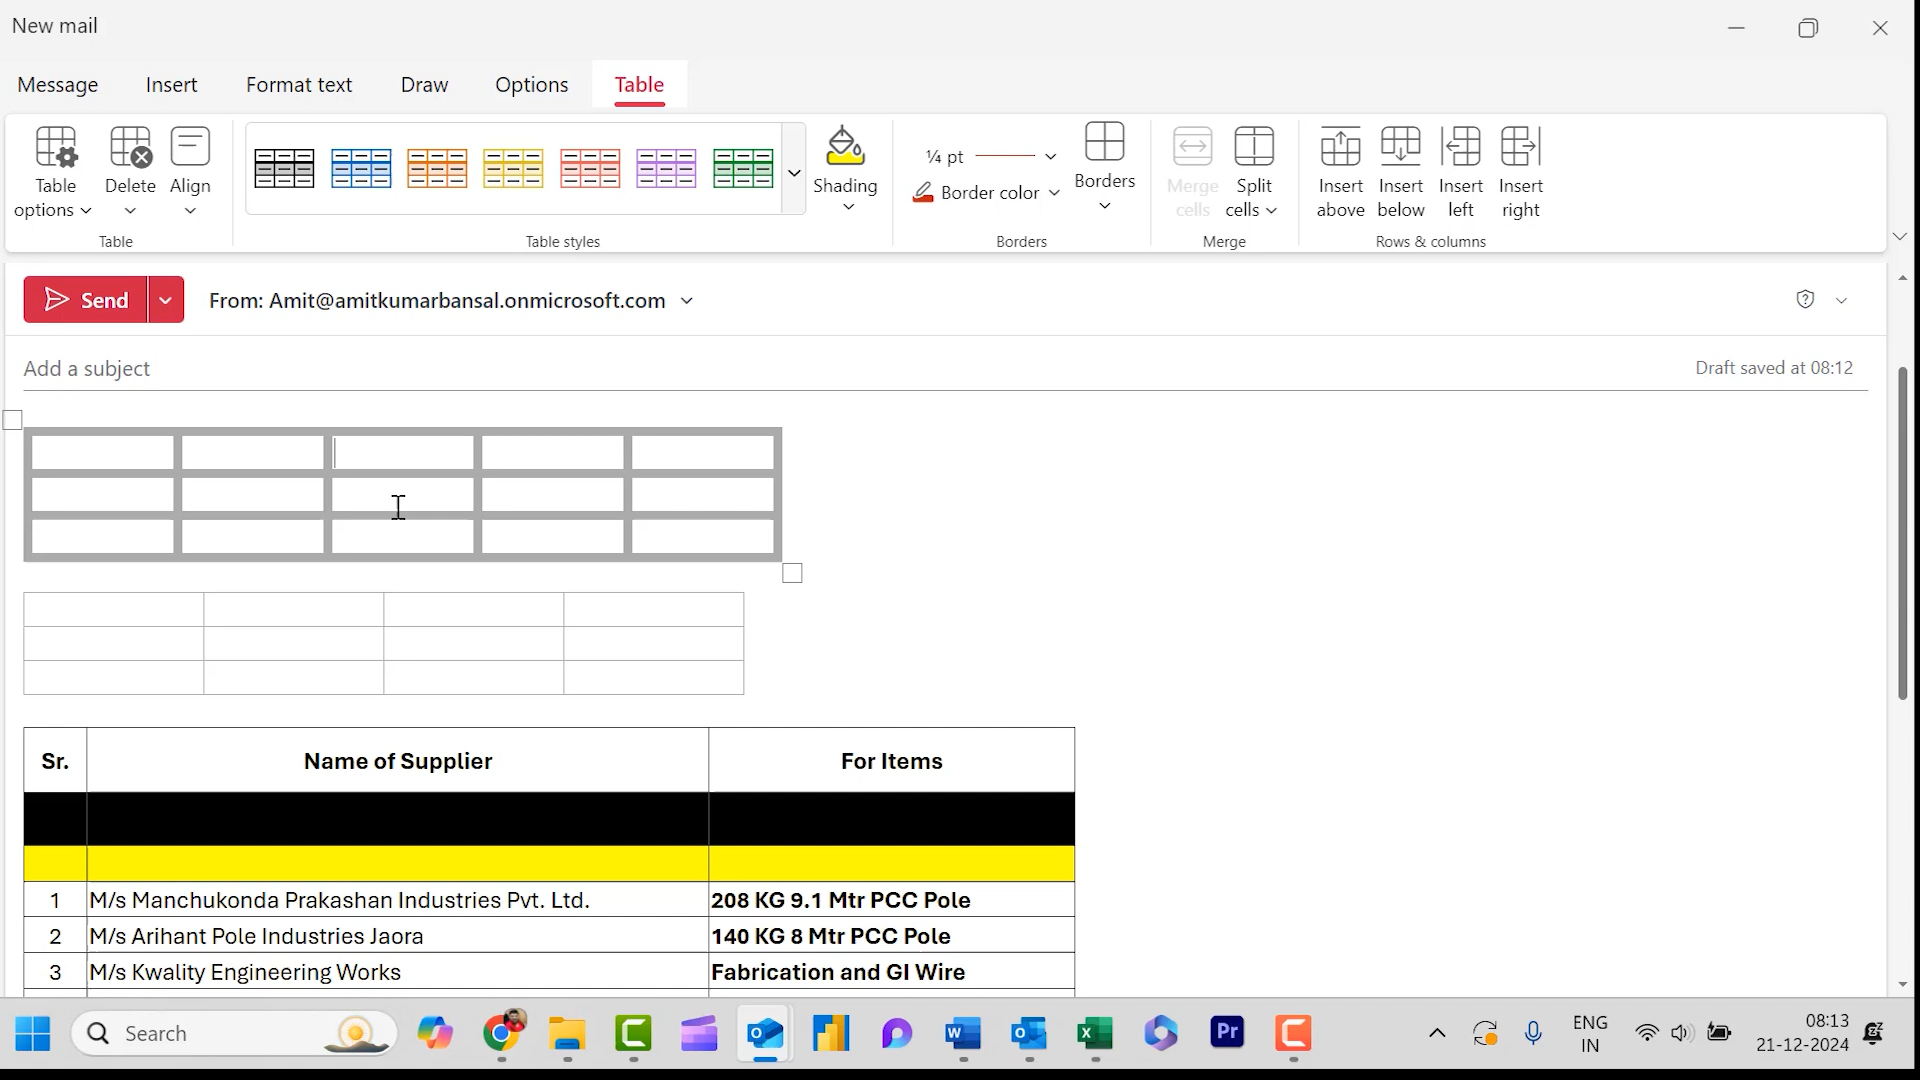 New mail
Message Insert Format text Draw Options Table
Table options
Delete
Align
Table
Table styles
Shading
¼ pt
Border color
Borders
Borders
Merge cells
Split cells
Merge
Insert above
Insert below
Insert left
Insert right
Rows & columns
Send
From: Amit@amitkumarbansal.onmicrosoft.com
Add a subject
Draft saved at 08:12
Sr. Name of Supplier For Items
1 M/s Manchukonda Prakashan Industries Pvt. Ltd. 208 KG 9.1 Mtr PCC Pole
2 M/s Arihant Pole Industries Jaora 140 KG 8 Mtr PCC Pole
3 M/s Kwality Engineering Works Fabrication and GI Wire
Search
Pr
ENG
IN
08:13
21-12-2024